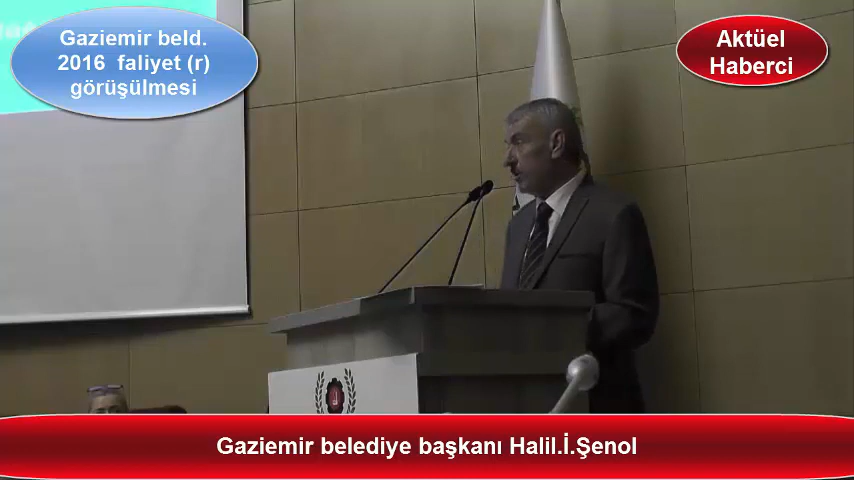 Gaziemir beld.
2016 faliyet (r)
görüşülmesi
Aktüel
Haberci
Gaziemir belediye başkanı Halil.İ.Şenol